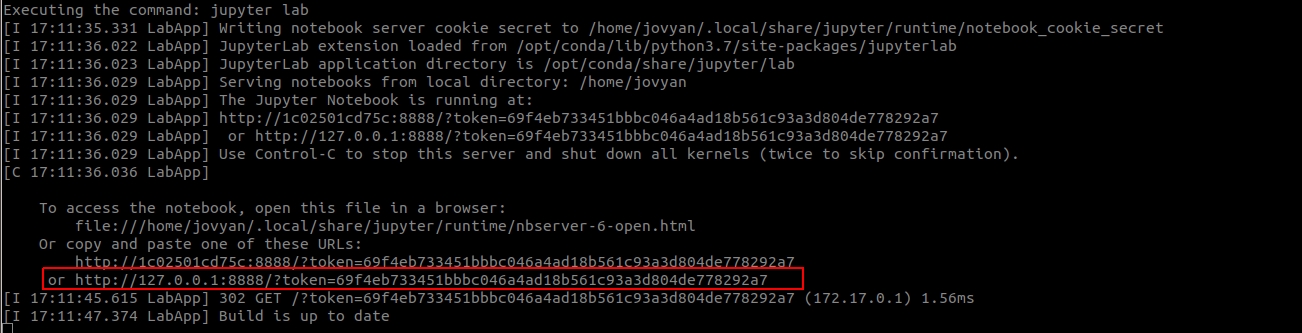 Executing the command: jupyter lab
[I 17:11:35.331 LabApp] Writing notebook server cookie secret to /home/jovyan/.local/share/jupyter/runtime/notebook_cookie_secret
[I 17:11:36.022 LabApp] JupyterLab extension loaded from /opt/conda/lib/python3.7/site-packages/jupyterlab
[I 17:11:36.023 LabApp] JupyterLab application directory is /opt/conda/share/jupyter/lab
[I 17:11:36.029 LabApp] Serving notebooks from local directory: /home/jovyan
[I 17:11:36.029 LabApp] The Jupyter Notebook is running at:
[I 17:11:36.029 LabApp] http://1c02501cd75c:8888/?token=69f4eb733451bbbc046a4ad18b561c93a3d804de778292a7
[I 17:11:36.029 LabApp]  or http://127.0.0.1:8888/?token=69f4eb733451bbbc046a4ad18b561c93a3d804de778292a7
[I 17:11:36.029 LabApp] Use Control-C to stop this server and shut down all kernels (twice to skip confirmation).
[C 17:11:36.036 LabApp]
To access the notebook, open this file in a browser:
file:///home/jovyan/.local/share/jupyter/runtime/nbserver-6-open.html
Or copy and paste one of these URLs:
http://1c02501cd75c:8888/?token=69f4eb733451bbbc046a4ad18b561c93a3d804de778292a7
or http://127.0.0.1:8888/?token=69f4eb733451bbbc046a4ad18b561c93a3d804de778292a7
[I 17:11:45.615 LabApp] 302 GET /?token=69f4eb733451bbbc046a4ad18b561c93a3d804de778292a7 (172.17.0.1) 1.56ms
[I 17:11:47.374 LabApp] Build is up to date